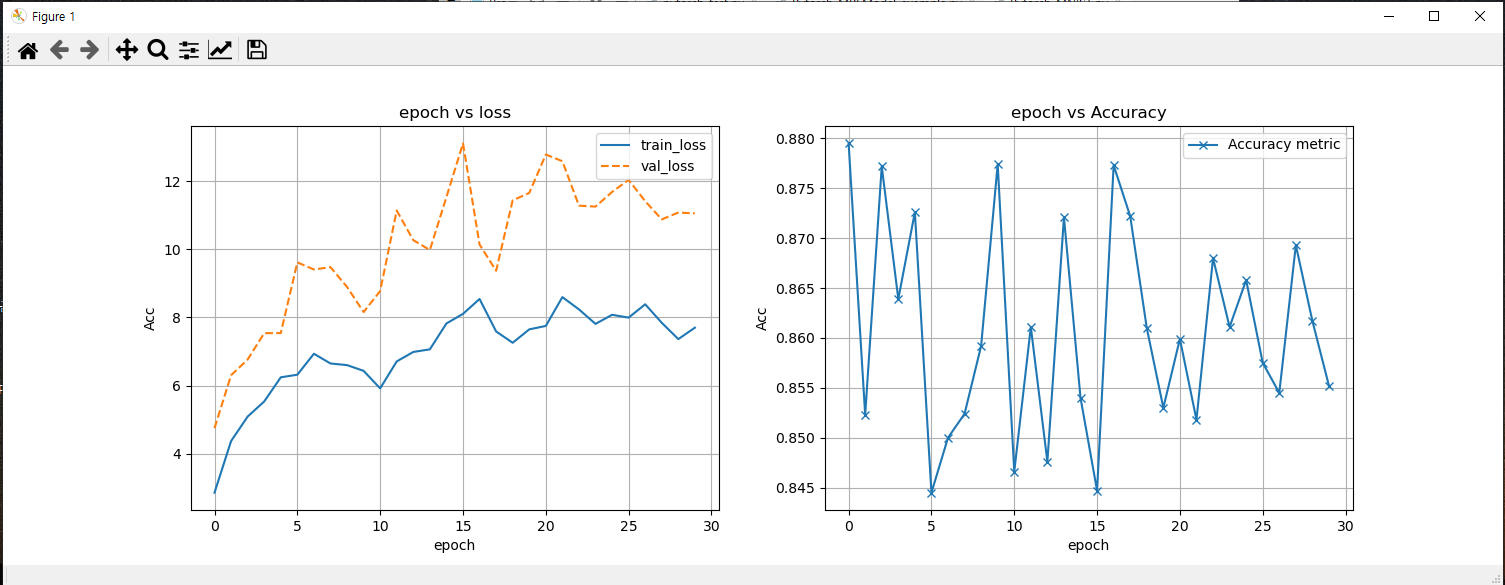 Figure 1
epoch vs loss
train_loss
val_loss
12
10
8
6
4
Acc
0 5 10 15 20 25 30
epoch
epoch vs Accuracy
Accuracy metric
0.880
0.875
0.870
0.865
0.860
0.855
0.850
0.845
Acc
0 5 10 15 20 25 30
epoch